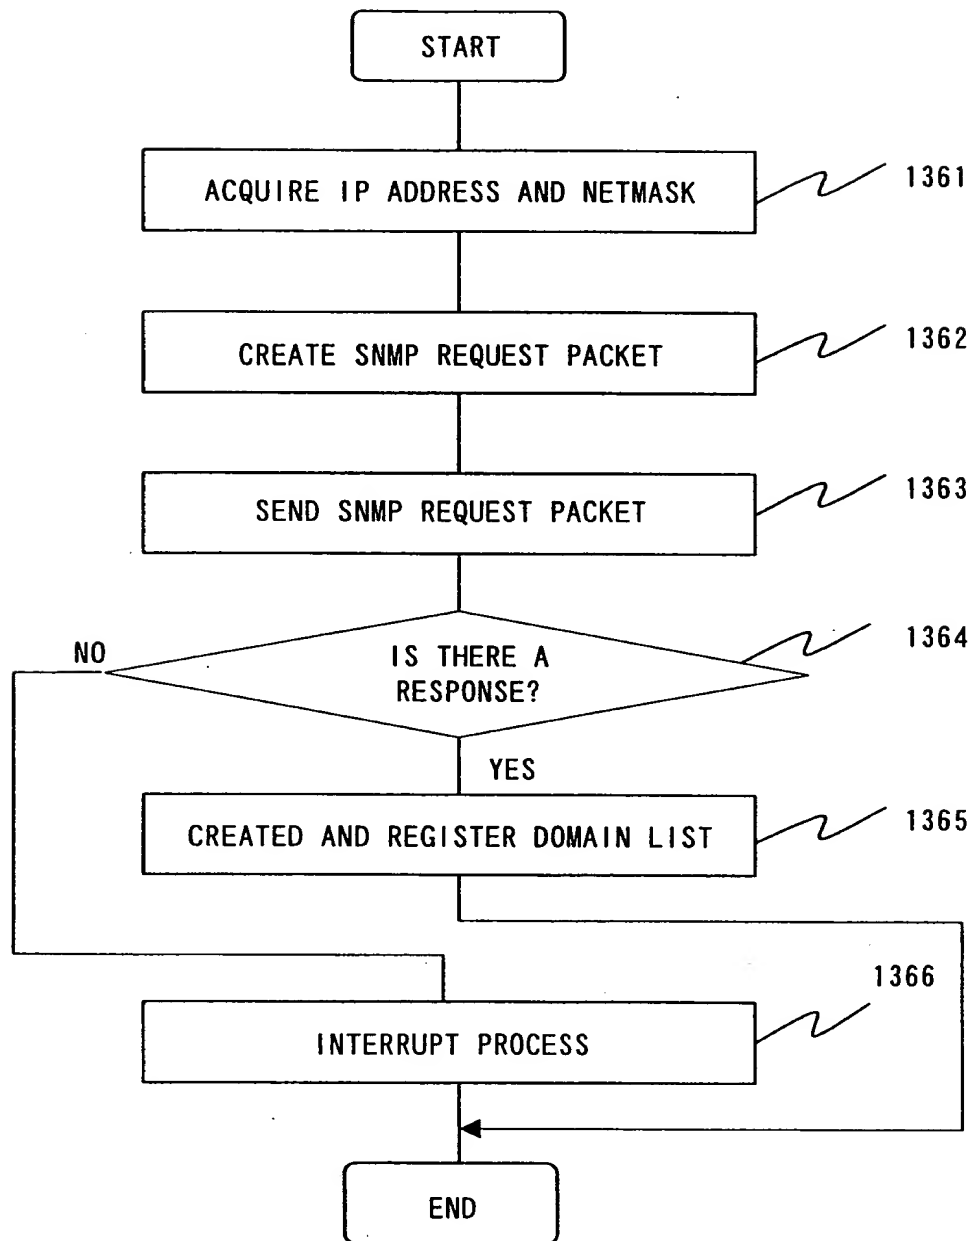 START
ACQUIRE IP ADDRESS AND NETMASK
1361
CREATE SNMP REQUEST PACKET
1362
SEND SNMP REQUEST PACKET
1363
IS THERE A
RESPONSE?
1364
NO
YES
CREATED AND REGISTER DOMAIN LIST
1365
1366
INTERRUPT PROCESS
END